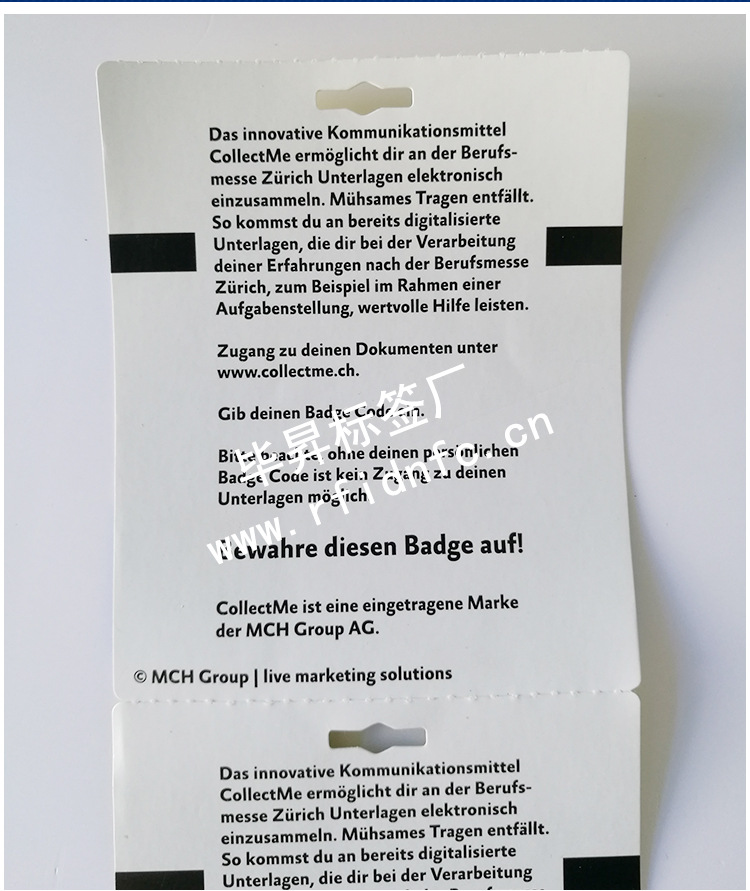 Das innovative Kommunikationsmittel
CollectMe ermöglicht dir an der Berufs-
messe Zürich Unterlagen elektronisch
einzusammeln. Mühsames Tragen entfällt.
So kommst du an bereits digitalisierte
Unterlagen, die dir bei der Verarbeitung
deiner Erfahrungen nach der Berufsmesse
Zürich, zum Beispiel im Rahmen einer
Aufgabenstellung, wertvolle Hilfe leisten.
Zugang zu deinen Dokumenten unter
www.collectme.ch.
Gib deinen Badge Code ein.
Bitte beachte, ohne deinen persönlichen
Badge Code ist kein Zugang zu deinen
Unterlagen möglich.
Bewahre diesen Badge auf!
CollectMe ist eine eingetragene Marke
der MCH Group AG.
© MCH Group | live marketing solutions
毕昇标签厂
www.rfidnfc.cn
Das innovative Kommunikationsmittel
CollectMe ermöglicht dir an der Berufs-
messe Zürich Unterlagen elektronisch
einzusammeln. Mühsames Tragen entfällt.
So kommst du an bereits digitalisierte
Unterlagen, die dir bei der Verarbeitung